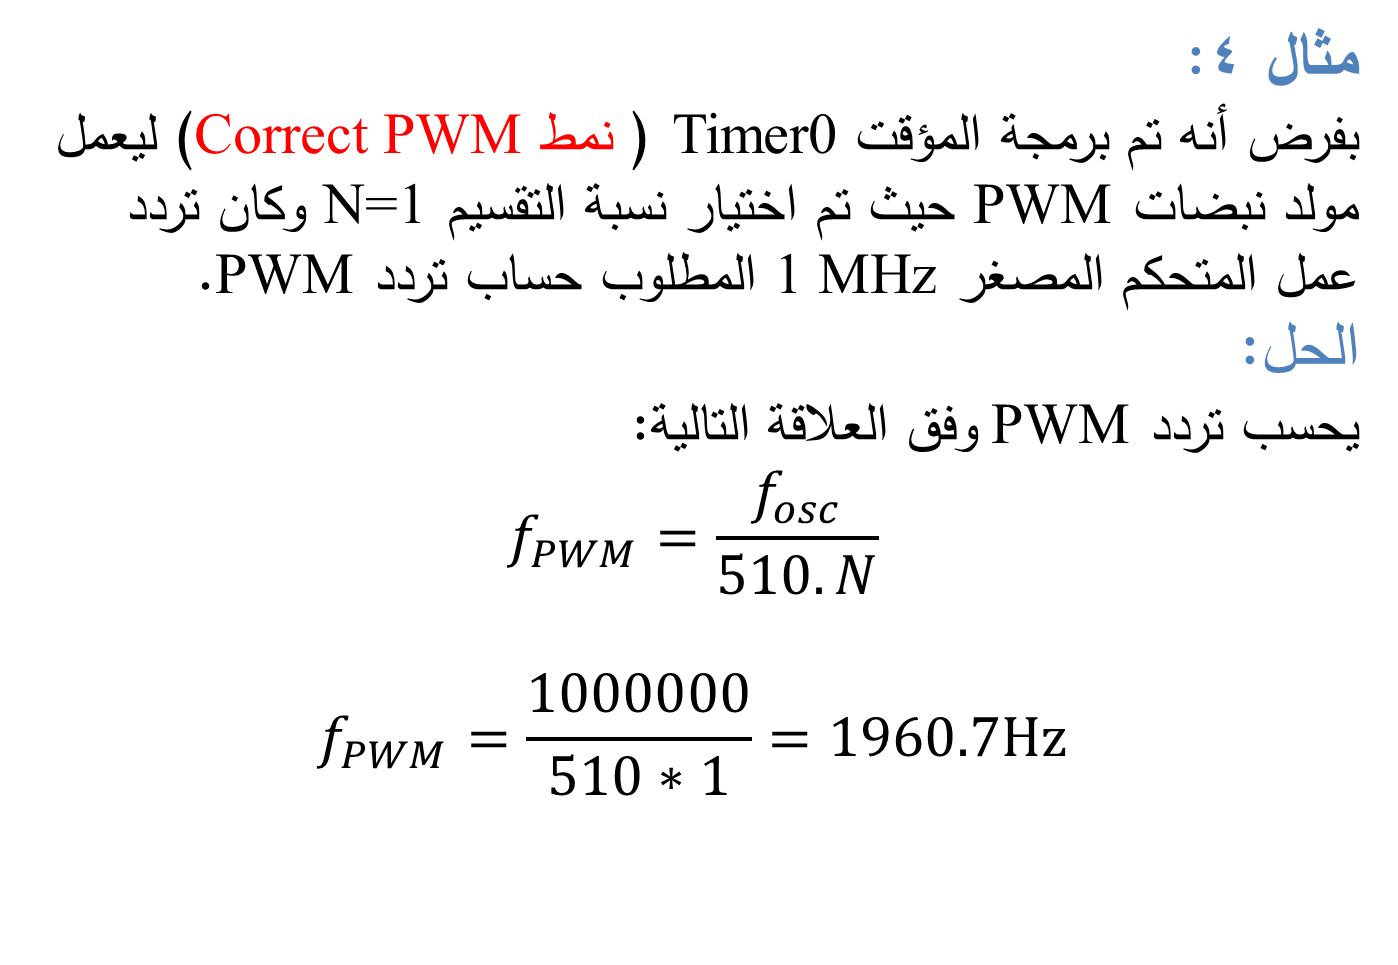 مثال ٤ :
بفرض أنه تم برمجة المؤقت Timer0 ( نمط Correct PWM) ليعمل
مولد نبضات PWM حيث تم اختيار نسبة التقسيم N=1 وكان تردد
عمل المتحكم المصغر 1 MHz المطلوب حساب تردد PWM.
الحل:
يحسب تردد PWM وفق العلاقة التالية:
f_PWM = f_osc / 510. N
f_PWM = 1000000 / 510 * 1 = 1960.7Hz